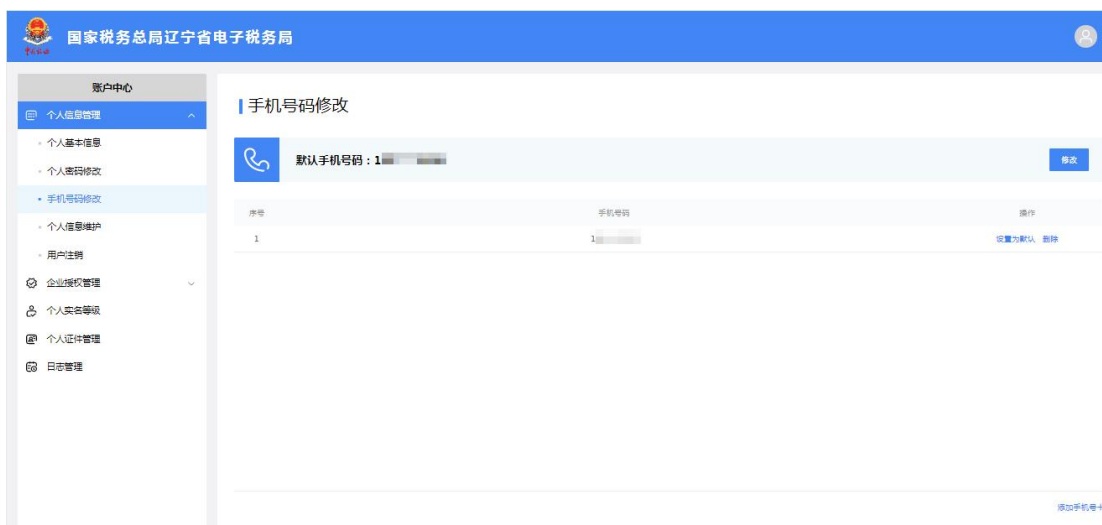 国家税务总局辽宁省电子税务局
账户中心
个人信息管理
个人基本信息
个人密码修改
手机号码修改
个人信息维护
用户注销
企业授权管理
个人实名等级
个人证件管理
日志管理
手机号码修改
默认手机号码：1
修改
序号 手机号码 操作
1 1 设置为默认 删除
添加手机号卡